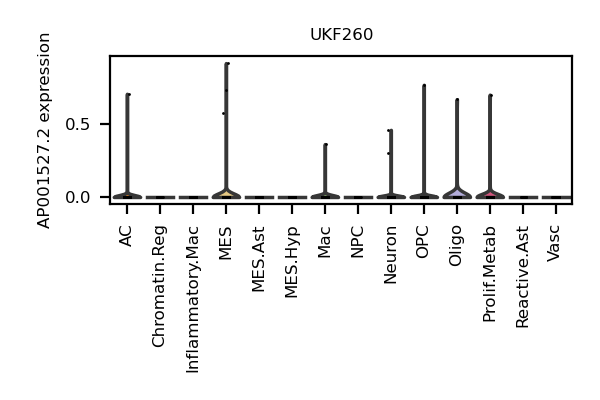 UKF260
AP001527.2 expression
0.5
0.0
AC
Chromatin.Reg
Inflammatory.Mac
MES
MES.Ast
MES.Hyp
Mac
NPC
Neuron
OPC
Oligo
Prolif.Metab
Reactive.Ast
Vasc